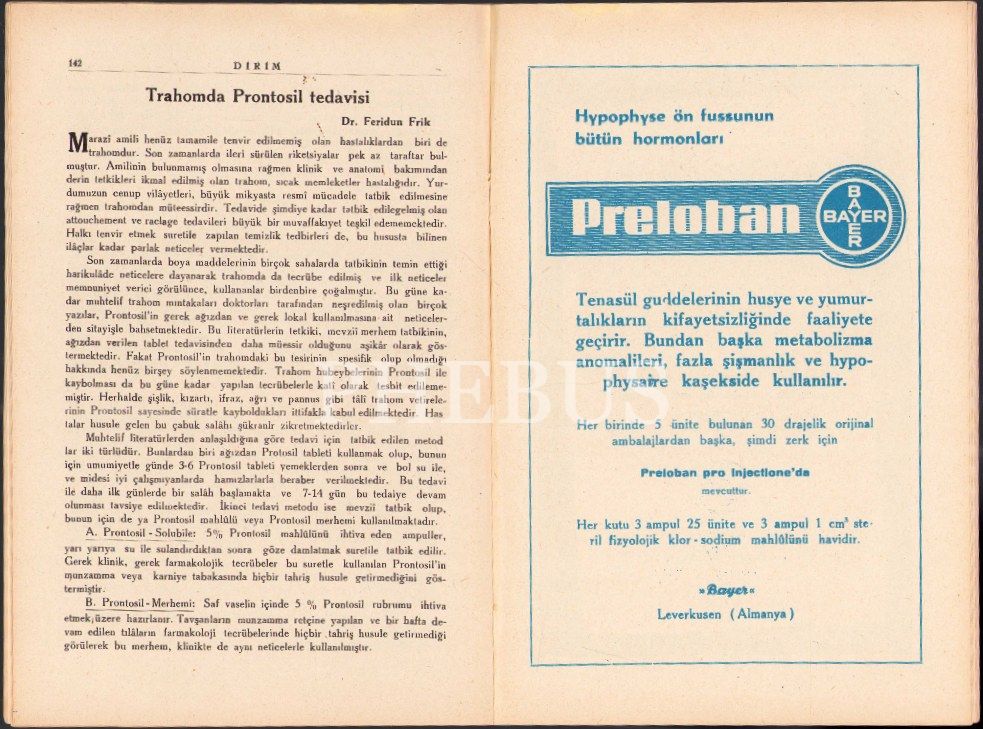 142
DİRİM
Trahomda Prontosil tedavisi
Dr. Feridun Frik
Marazî amili henüz tamamile tenvir edilmemiş olan hastalıklardan biri de
trahomdur. Son zamanlarda ileri sürülen riketsiyalar pek az taraftar bul-
muştur. Amilinin bulunmamış olmasına rağmen klinik ve anatomi bakımından
derin tetkikleri ikmal edilmiş olan trahom, sıcak memleketler hastalığıdır. Yur-
dumuzun cenup vilâyetleri, büyük mikyasta resmî mücadele tatbik edilmesine
rağmen trahomdan müteessirdir. Tedavide şimdiye kadar tatbik edilegelmiş olan
attouchement ve raclage tedavileri büyük bir muvaffakıyet teşkil edememektedir.
Halkı tenvir etmek suretile yapılan temizlik tedbirleri de, bu hususta bilinen
ilâçlar kadar parlak neticeler vermektedir.
Son zamanlarda boya maddelerinin birçok sahalarda tatbikinin temin ettiği
harikulâde neticelere dayanarak trahomda da tecrübe edilmiş ve ilk neticeler
memnuniyet verici görülünce, kullananlar birdenbire çoğalmıştır. Bu güne ka-
dar muhtelif trahom mıntakaları doktorları tarafından neşredilmiş olan birçok
yazılar, Prontosil'in gerek ağızdan ve gerek lokal kullanılmasına ait neticeler-
den sitayişle bahsetmektedir. Bu literatürlerin tetkiki, mevziî merhem tatbikinin,
ağızdan verilen tablet tedavisinden daha müessir olduğunu aşikâr olarak gös-
termektedir. Fakat Prontosil'in trahomdaki bu tesirinin spesifik olup olmadığı
hakkında henüz birşey söylenmemektedir. Trahom hubeybelerinin Prontosil ile
kaybolması da bu güne kadar yapılan tecrübelerle katî olarak tesbit edileme-
miştir. Herhalde şişlik, kızartı, ifraz, ağrı ve pannus gibi tâli trahom vetirele-
rinin Prontosil sayesinde süratle kayboldukları ittifakla kabul edilmektedir. Has
talar husule gelen bu çabuk salâhı şükranlr zikretmektedirler.
Muhtelif literatürlerden anlaşıldığına göre tedavi için tatbik edilen metod
lar iki türlüdür. Bunlardan biri ağızdan Protosil tableti kullanmak olup, bunun
için umumiyetle günde 3-6 Prontosil tableti yemeklerden sonra ve bol su ile,
ve midesi iyi çalışmıyanlarda hamızlarlarla beraber verilmektedir. Bu tedavi
ile daha ilk günlerde bir salâh başlamakta ve 7-14 gün bu tedaiye devam
olunması tavsiye edilmektedir. İkinci tedavi metodu ise mevziî tatbik olup,
bunun için de ya Prontosil mahlûlü veya Prontosil merhemi kullanılmaktadır.
A. Prontosil - Solubile: 5% Prontosil mahlûlünü ihtiva eden ampuller,
yarı yarıya su ile sulandırdıktan sonra göze damlatmak suretile tatbik edilir.
Gerek klinik, gerek farmakolojic tecrübeler bu suretle kullanılan Prontosil'in
munzamma veya karniye tabakasında hiçbir tahriş husule getirmediğini gös-
termiştir.
B. Prontosil - Merhemi: Saf vaselin içinde 5 % Prontosil rubrumu ihtiva
etmek üzere hazırlanır. Tavşanların munzamma retçine yapılan ve bir hafta de-
vam edilen tılâların farmakoloji tecrübelerinde hiçbir tahriş husule getirmediği
görülerek bu merhem, klinikte de aynı neticelerle kullanılmıştır.
Hypophyse ön fussunun
bütün hormonları
Preloban
BAYER
BAYER
Tenasül guddelerinin husye ve yumur-
talıkların kifayetsizliğinde faaliyete
geçirir. Bundan başka metabolizma
anomalileri, fazla şişmanlık ve hypo-
physaire kaşekside kullanılır.
Her birinde 5 ünite bulunan 30 drajelik orijinal
ambalajlardan başka, şimdi zerk için
Preloban pro injectione'da
mevcuttur.
Her kutu 3 ampul 25 ünite ve 3 ampul 1 cm³ ste-
ril fizyolojik klor - sodium mahlûlünü havidir.
»Bayer«
Leverkusen (Almanya)